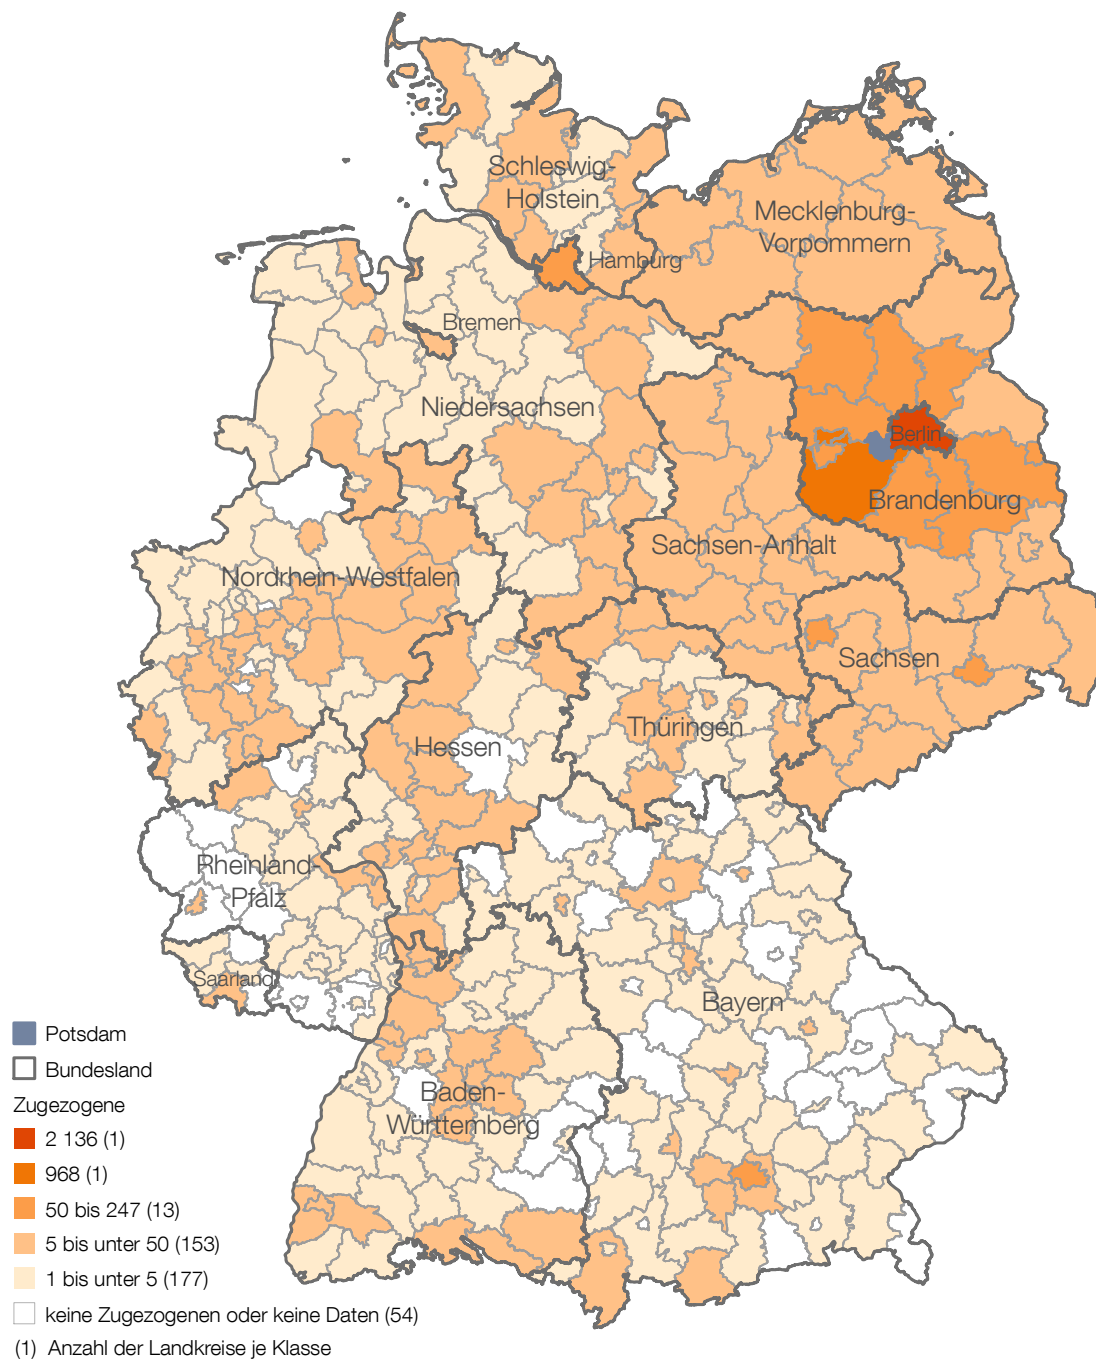 Schleswig-
Holstein
Mecklenburg-
Vorpommern
Hamburg
Bremen
Niedersachsen
Berlin
Brandenburg
Sachsen-Anhalt
Nordrhein-Westfalen
Sachsen
Thüringen
Hessen
Rheinland-
Pfalz
Saarland
Bayern
Baden-
Württemberg
Potsdam
Bundesland
Zugezogene
2 136 (1)
968 (1)
50 bis 247 (13)
5 bis unter 50 (153)
1 bis unter 5 (177)
keine Zugezogenen oder keine Daten (54)
(1) Anzahl der Landkreise je Klasse